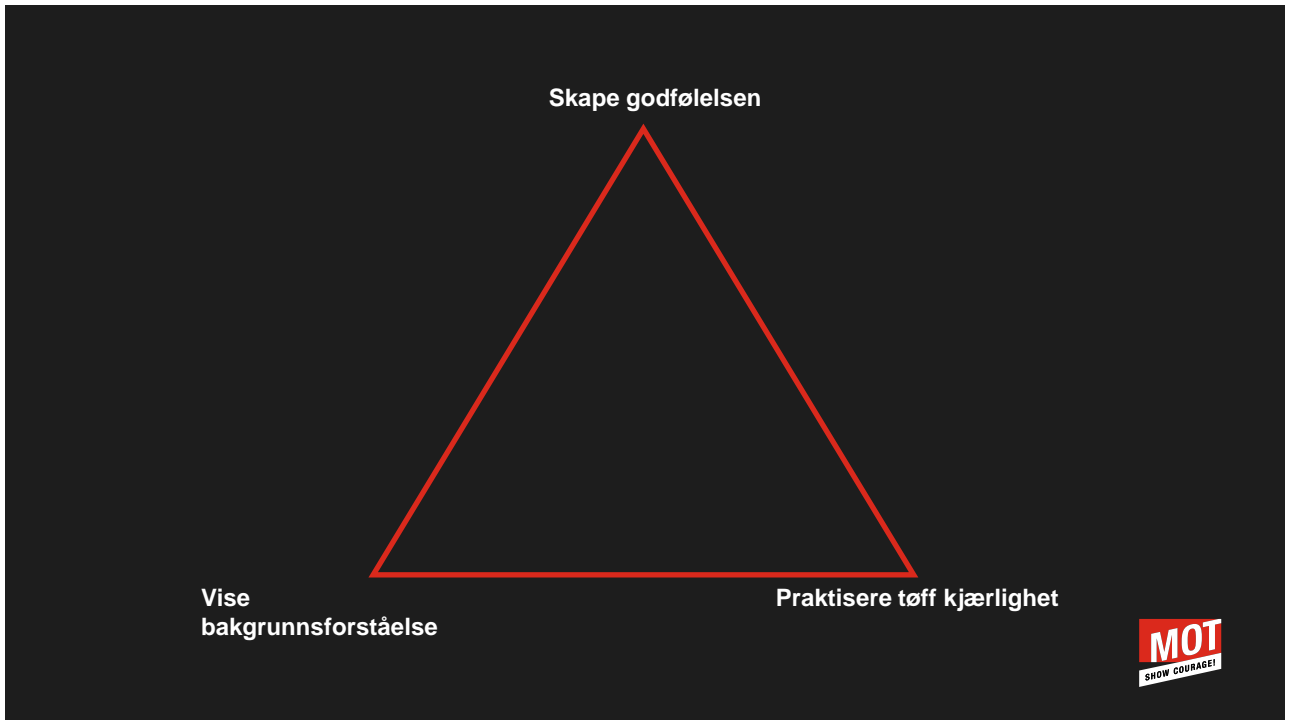 Skape godfølelsen
Vise
bakgrunnsforståelse
Praktisere tøff kjærlighet
MOT
SHOW COURAGE!